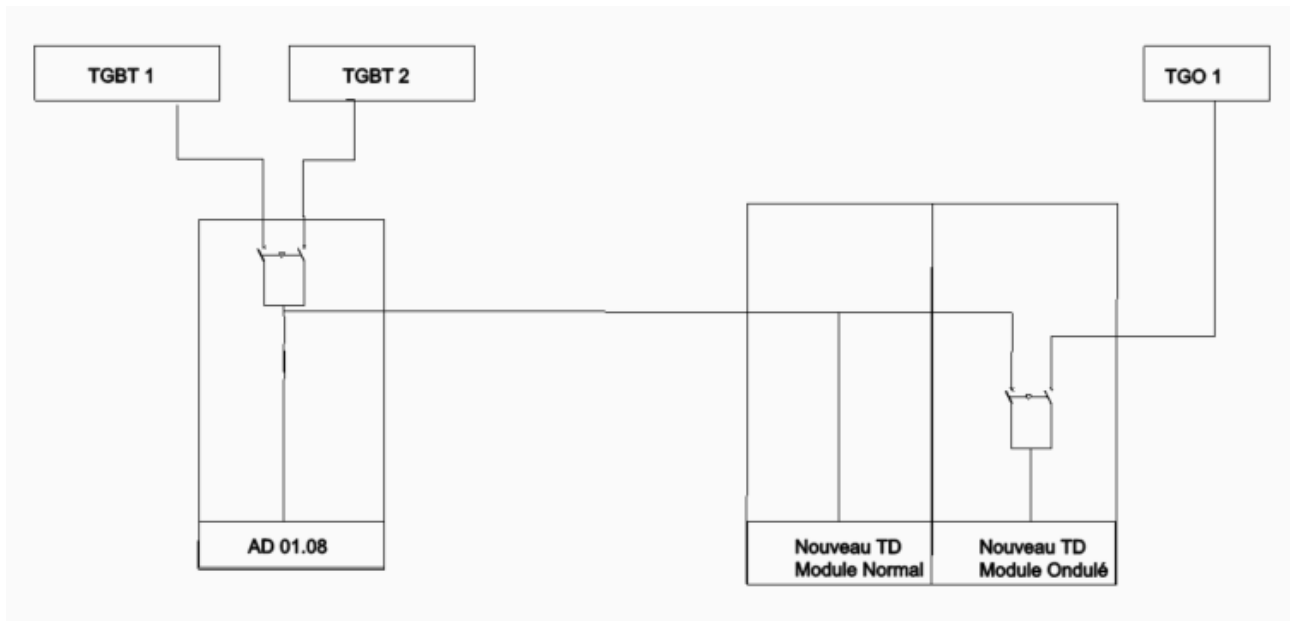 TGBT 1
TGBT 2
TGO 1
AD 01.08
Nouveau TD
Module Normal
Nouveau TD
Module Ondulé